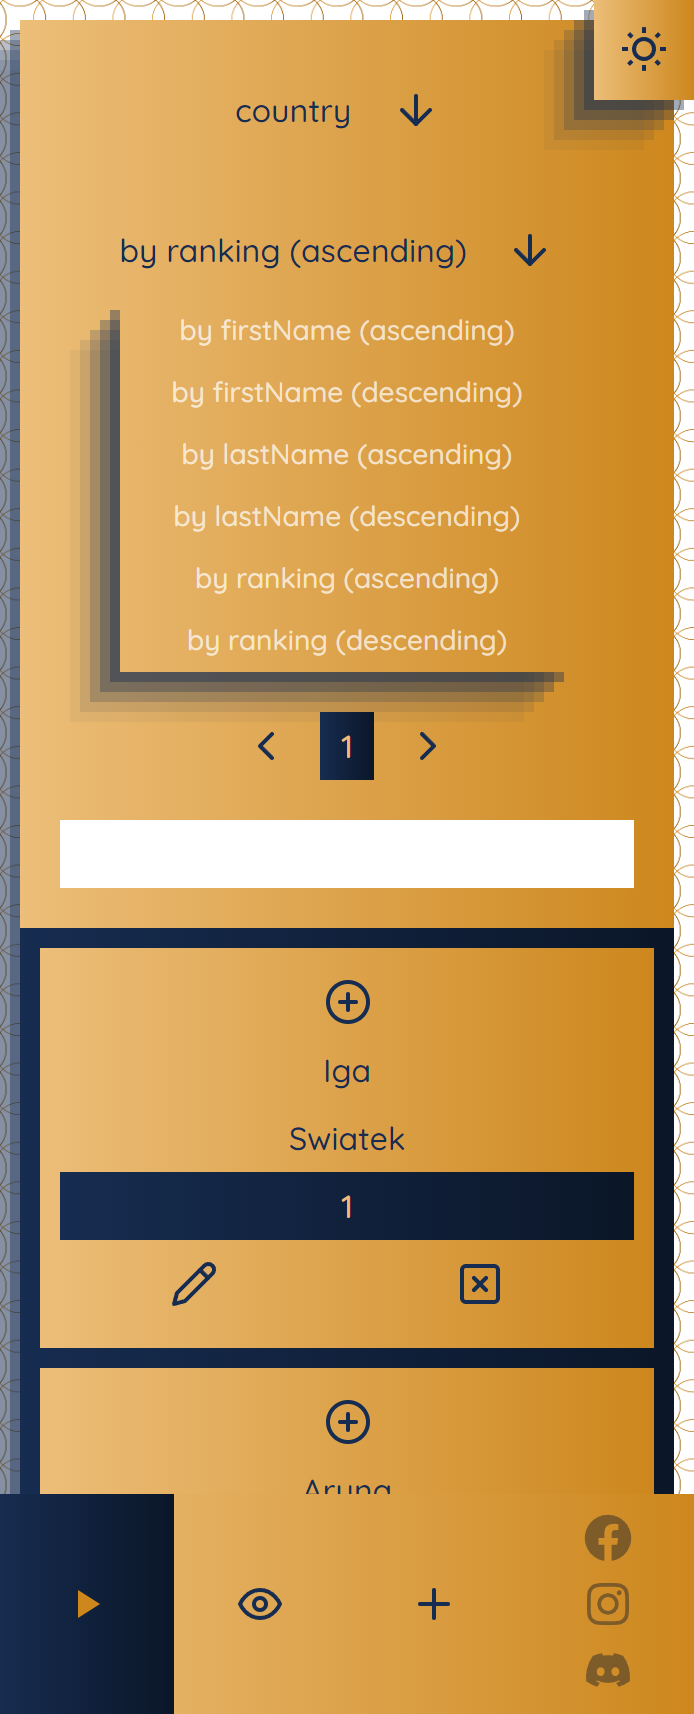 country
by ranking (ascending)
by firstName (ascending)
by firstName (descending)
by lastName (ascending)
by lastName (descending)
by ranking (ascending)
by ranking (descending)
1
Iga
Swiatek
1
Aryna